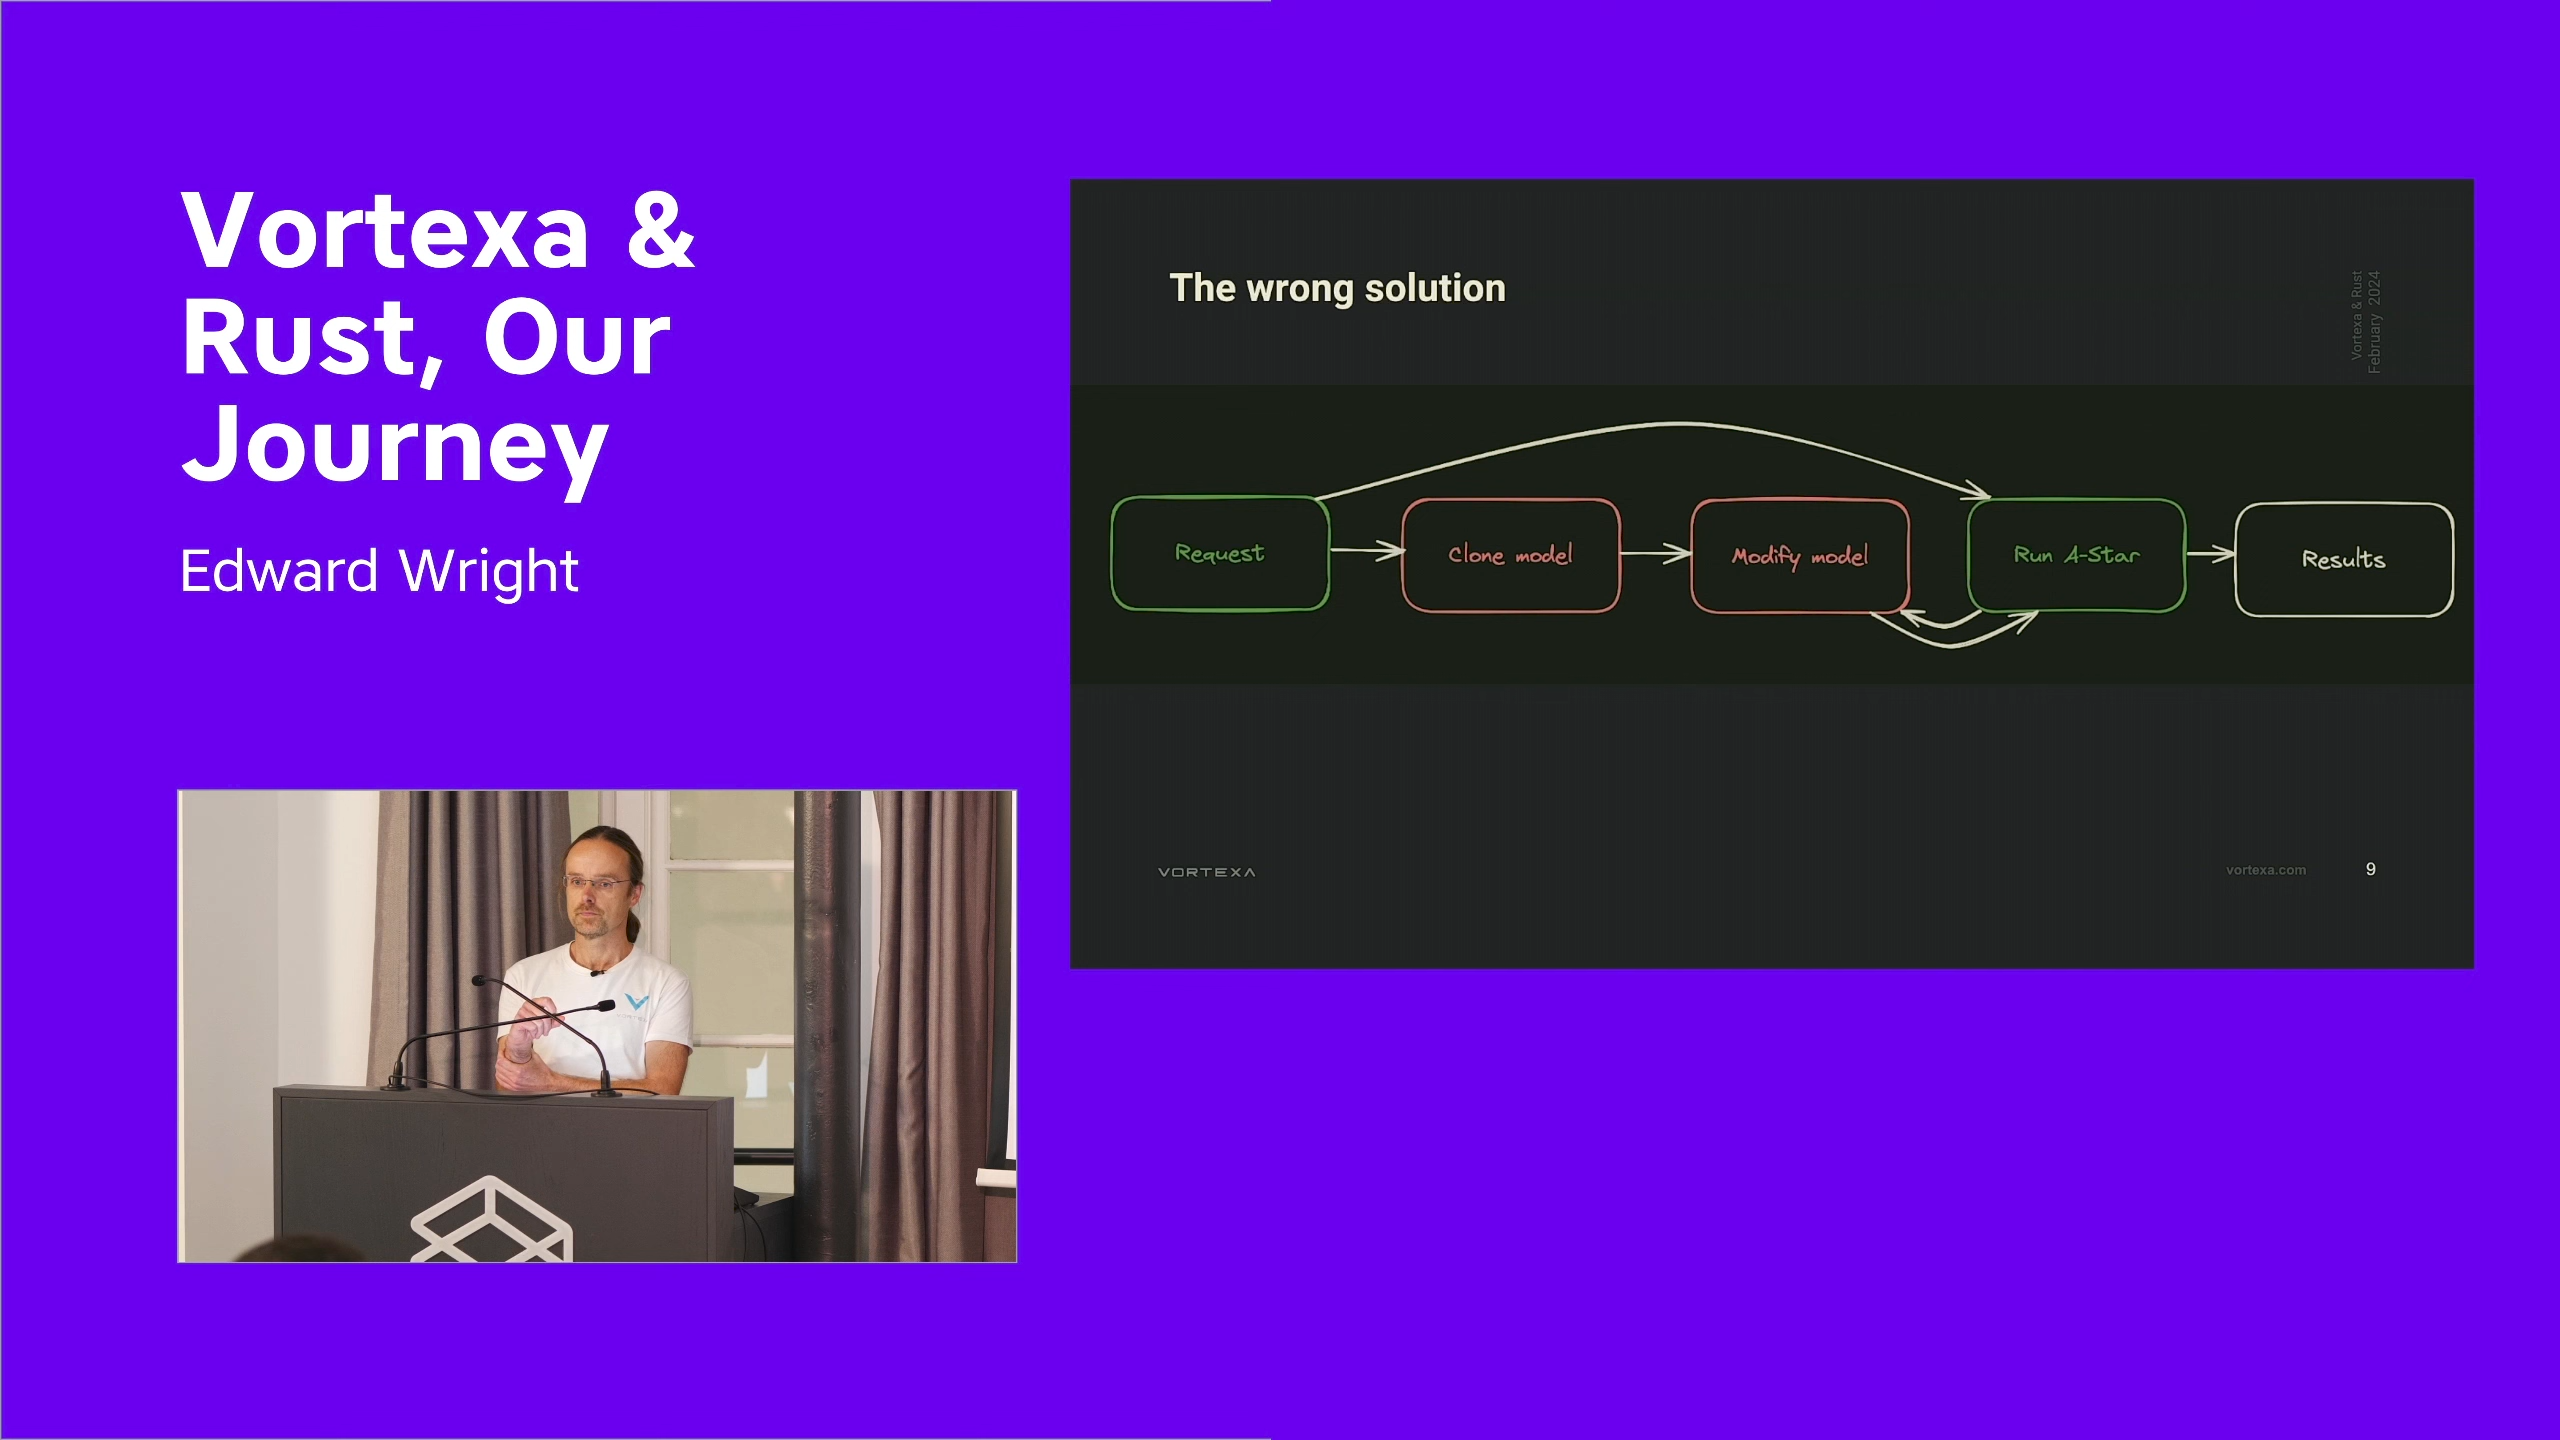 Vortexa &
Rust, Our
Journey
Edward Wright
The wrong solution
Vortexa & Rust
February 2024
Request
Clone model
Modify model
Run A-Star
Results
VORTEXA
vortexa.com
9